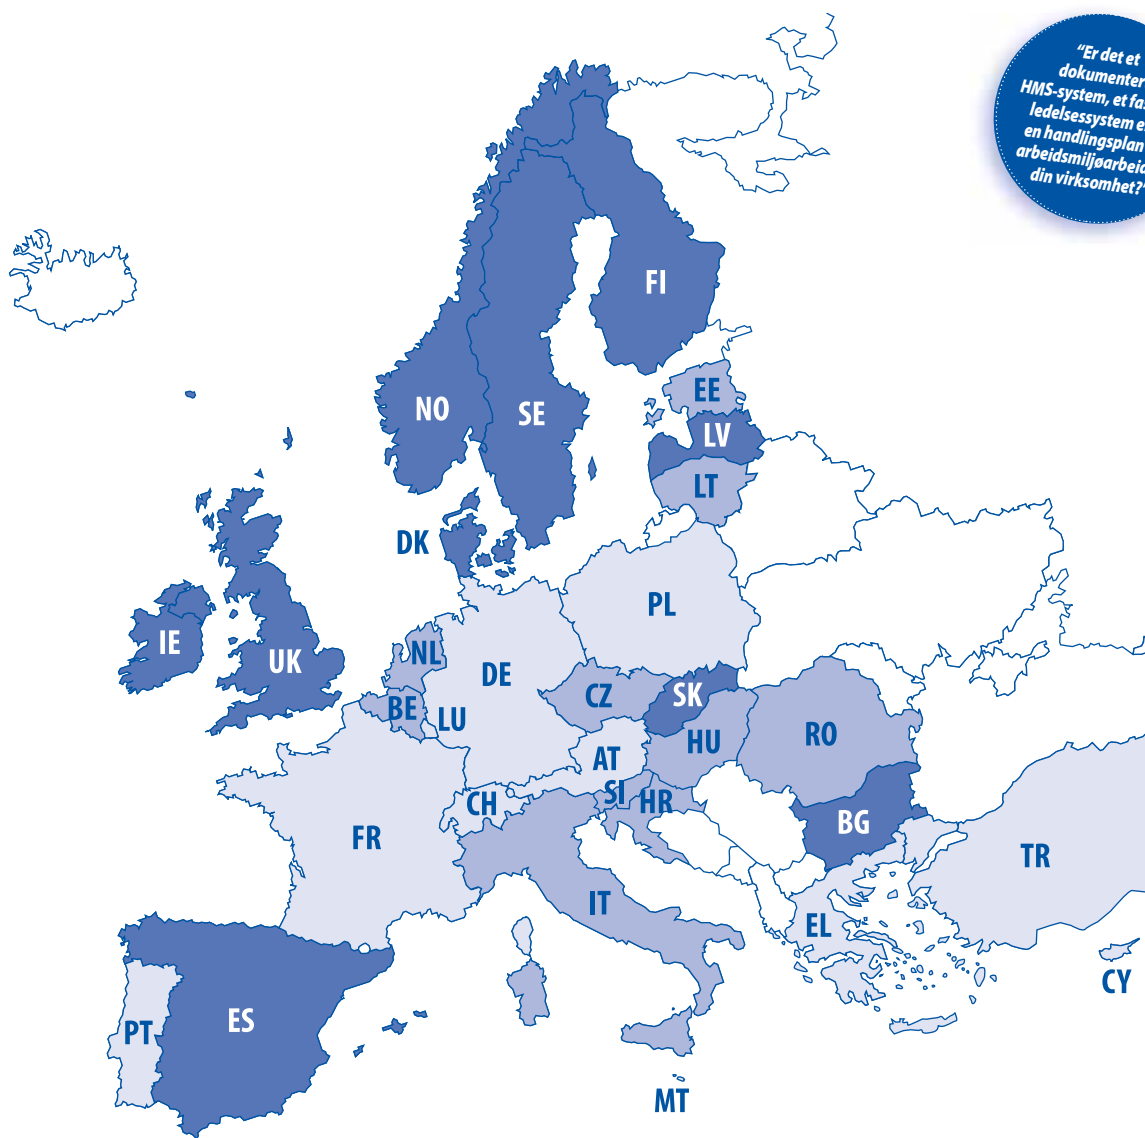 "Er det et
dokumenter
HMS-system, et fa
ledelsessystem e
en handlingsplan
arbeidsmiljøarbeid
din virksomhet?"
FI
EE
NO
SE
LV
LT
DK
PL
IE
UK
NL
DE
BE
LU
CZ
SK
HU
RO
AT
SI
HR
CH
FR
BG
TR
IT
EL
CY
PT
ES
MT